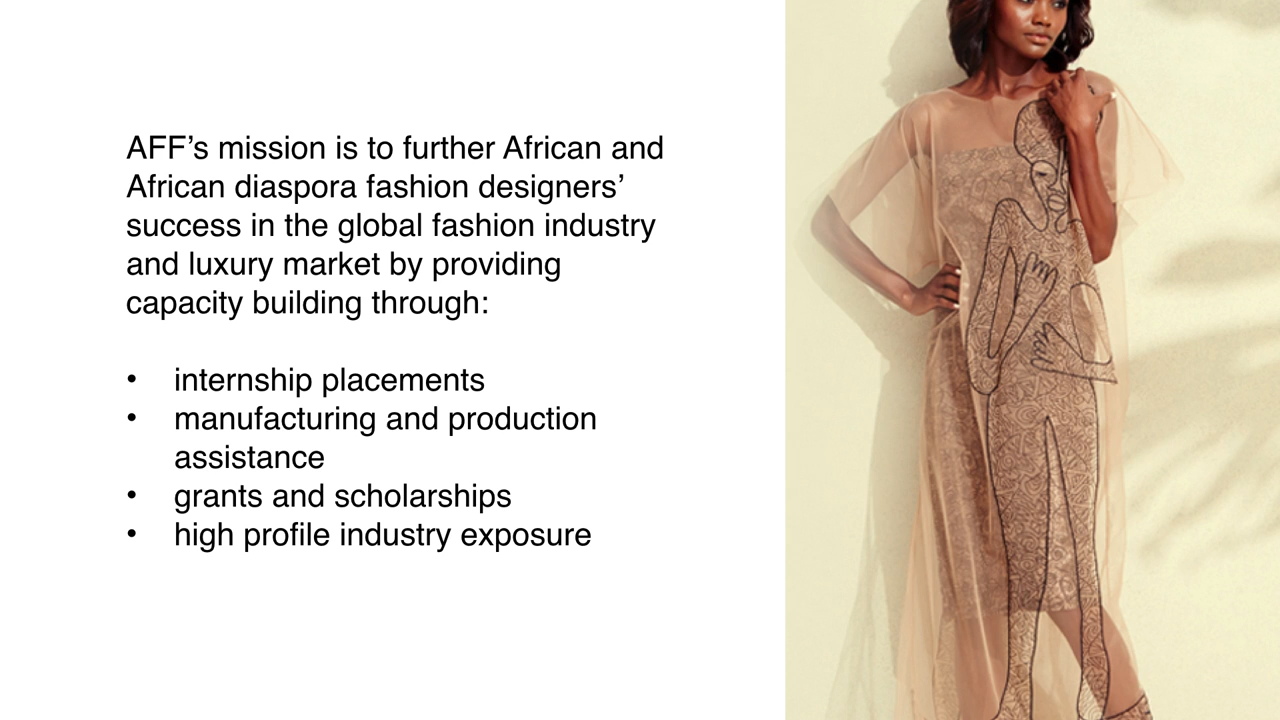 AFF’s mission is to further African and
African diaspora fashion designers’
success in the global fashion industry
and luxury market by providing
capacity building through:
• internship placements
• manufacturing and production
assistance
• grants and scholarships
• high profile industry exposure